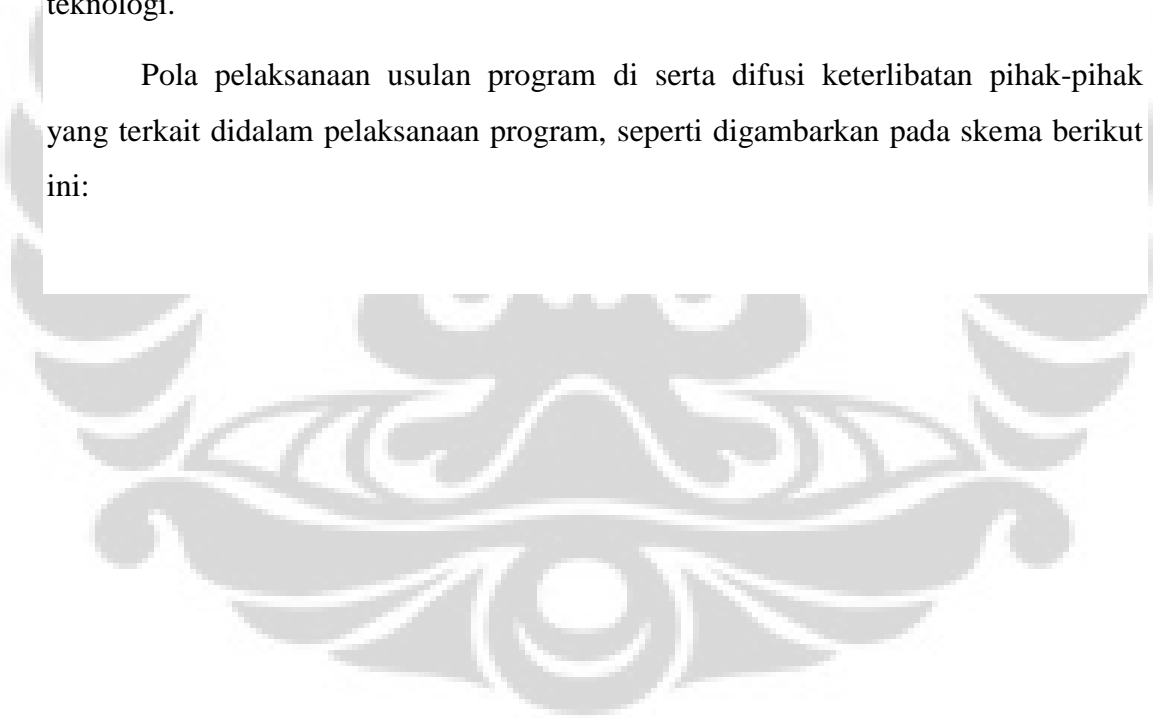 teknologi.
Pola pelaksanaan usulan program di serta difusi keterlibatan pihak-pihak
yang terkait didalam pelaksanaan program, seperti digambarkan pada skema berikut
ini: